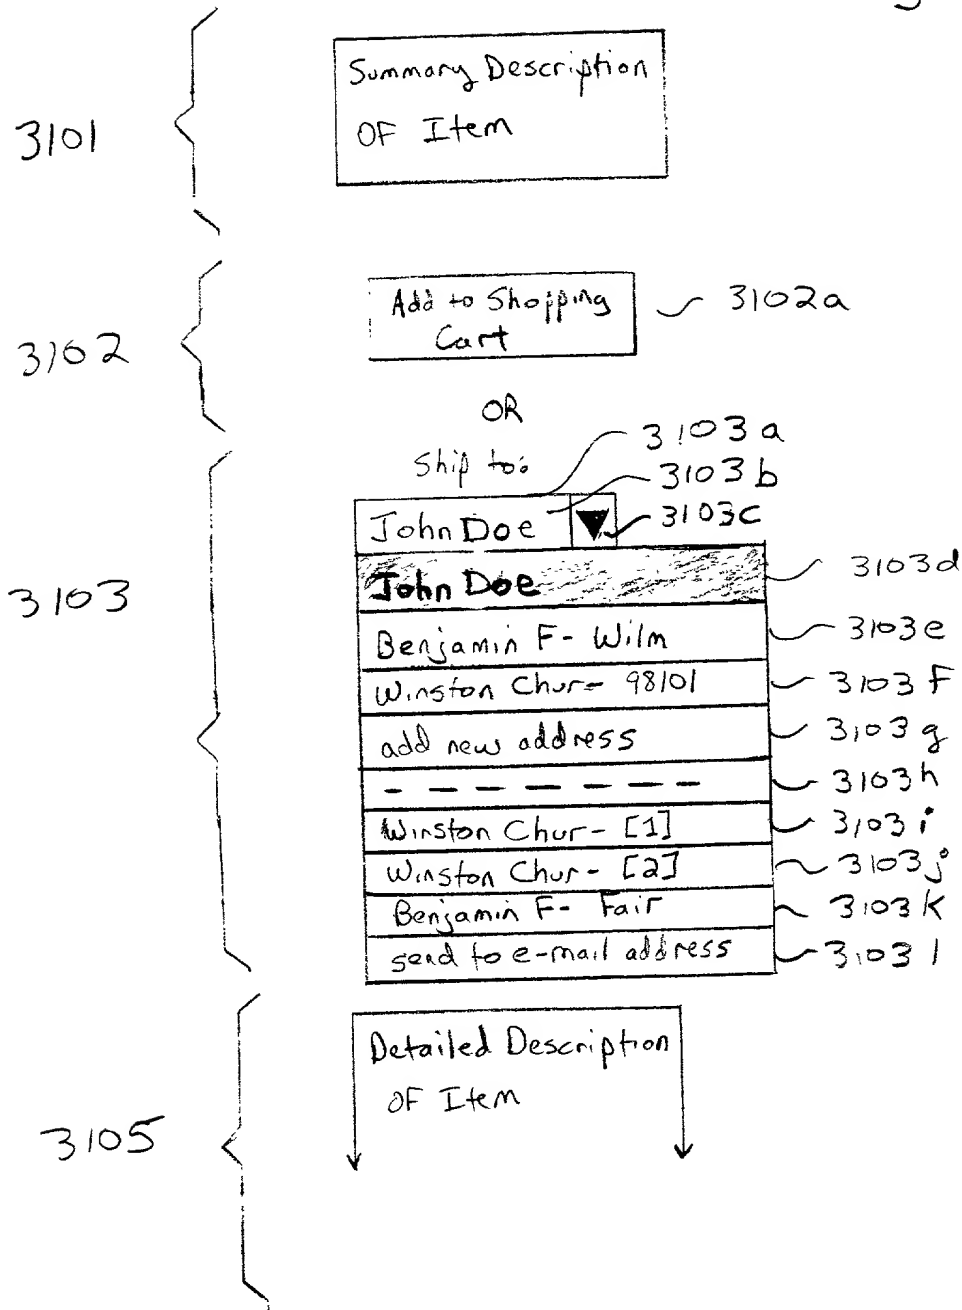 Summary Description
OF Item
3101
Add to Shopping
Cart
3102a
3102
OR
3103a
Ship to:
3103b
John Doe
3103c
John Doe
3103d
3103
Benjamin F- Wilm
3103e
Winston Chur- 98101
3103F
add new address
3103g
- - - - - - - -
3103h
Winston Chur- [1]
3103i
Winston Chur- [2]
3103j
Benjamin F- Fair
3103K
send to e-mail address
3103l
Detailed Description
OF Item
3105